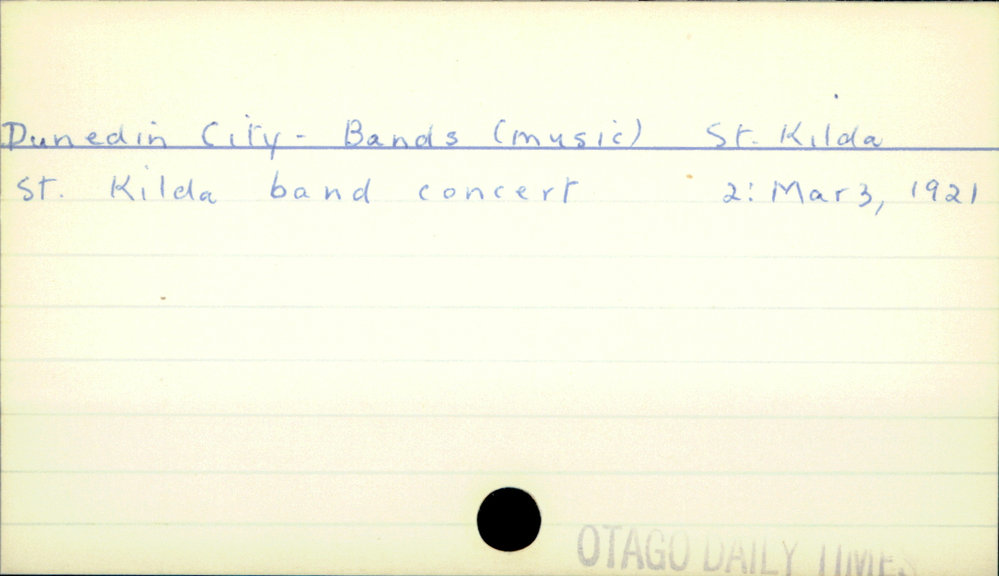 Dunedin City - Bands (music) St. Kilda
St. Kilda band concert 2: Mar 3, 1921
OTAGO DAILY TIMES